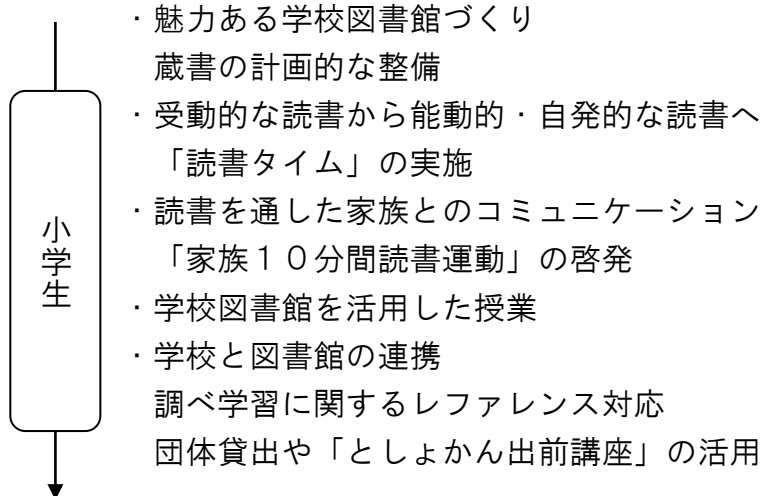 小学生
・魅力ある学校図書館づくり
蔵書の計画的な整備
・受動的な読書から能動的・自発的な読書へ
「読書タイム」の実施
・読書を通した家族とのコミュニケーション
「家族１０分間読書運動」の啓発
・学校図書館を活用した授業
・学校と図書館の連携
調べ学習に関するレファレンス対応
団体貸出や「としょかん出前講座」の活用